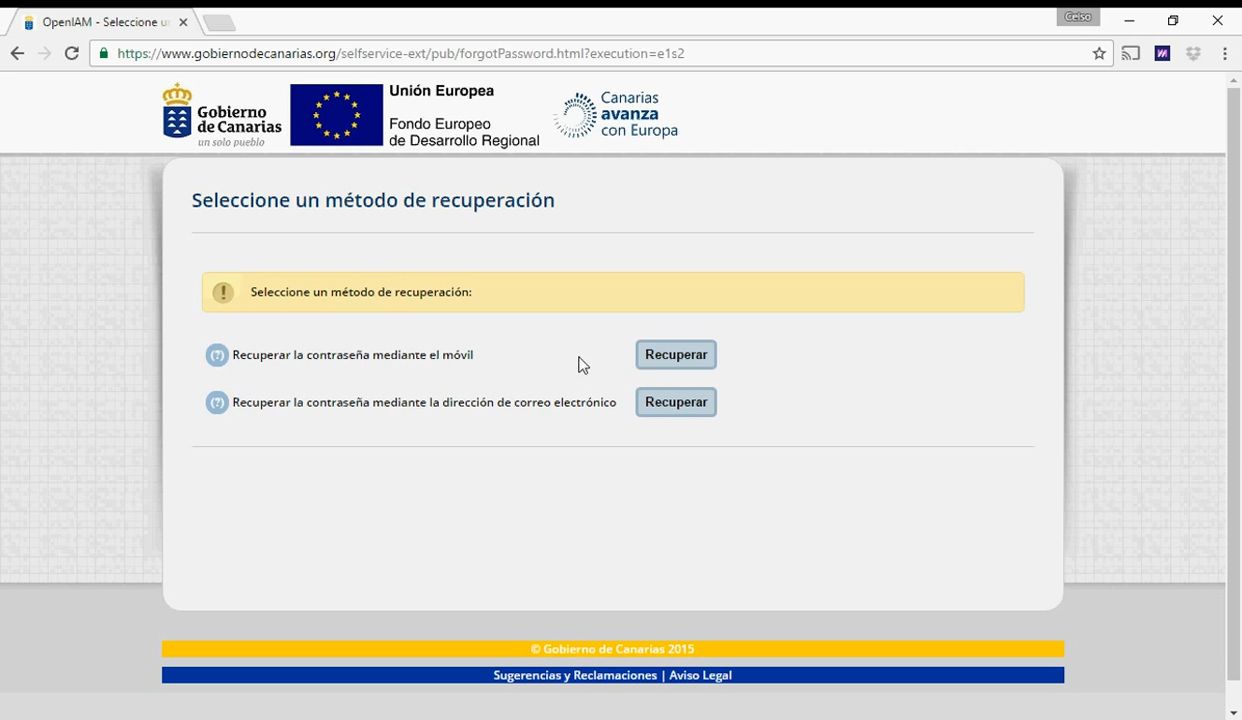 OpenIAM - Seleccione u
Celso
https://www.gobiernodecanarias.org/selfservice-ext/pub/forgotPassword.html?execution=e1s2
Gobierno
de Canarias
un solo pueblo
Unión Europea
Fondo Europeo
de Desarrollo Regional
Canarias
avanza
con Europa
Seleccione un método de recuperación
! Seleccione un método de recuperación:
(?) Recuperar la contraseña mediante el móvil Recuperar
(?) Recuperar la contraseña mediante la dirección de correo electrónico Recuperar
© Gobierno de Canarias 2015
Sugerencias y Reclamaciones | Aviso Legal